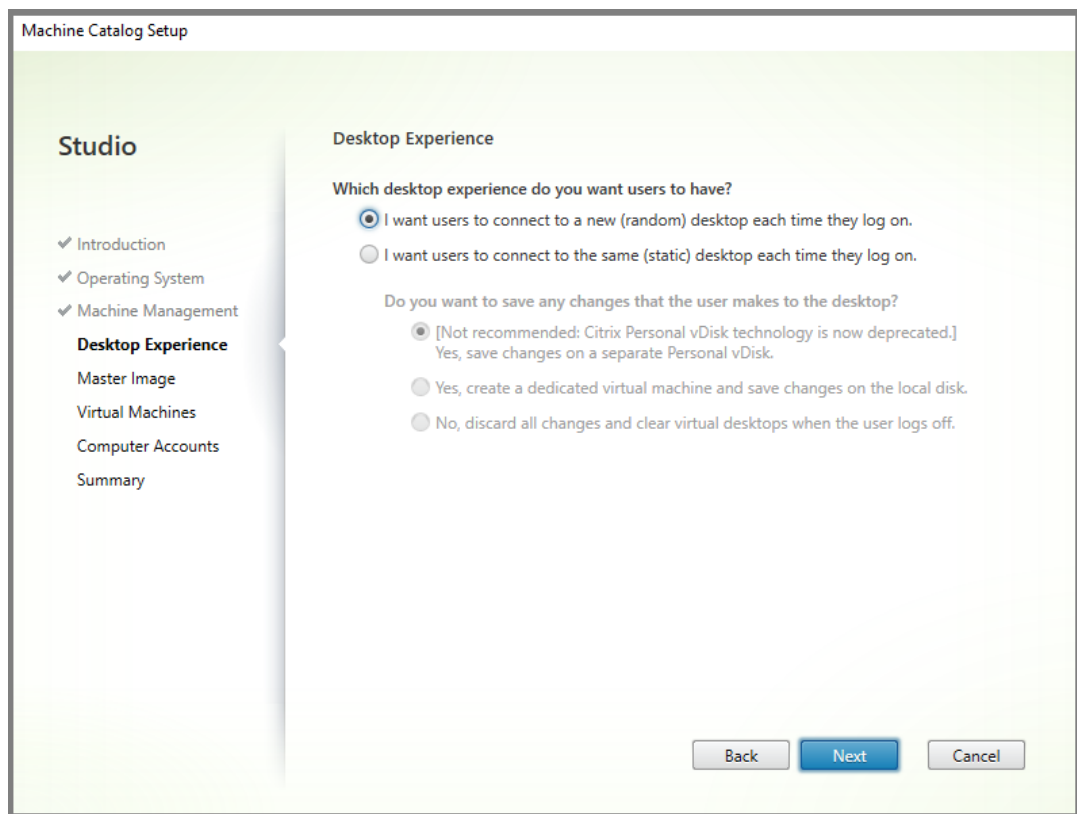 Machine Catalog Setup
Studio
Introduction
Operating System
Machine Management
Desktop Experience
Master Image
Virtual Machines
Computer Accounts
Summary
Desktop Experience
Which desktop experience do you want users to have?
I want users to connect to a new (random) desktop each time they log on.
I want users to connect to the same (static) desktop each time they log on.
Do you want to save any changes that the user makes to the desktop?
[Not recommended: Citrix Personal vDisk technology is now deprecated.]
Yes, save changes on a separate Personal vDisk.
Yes, create a dedicated virtual machine and save changes on the local disk.
No, discard all changes and clear virtual desktops when the user logs off.
Back
Next
Cancel